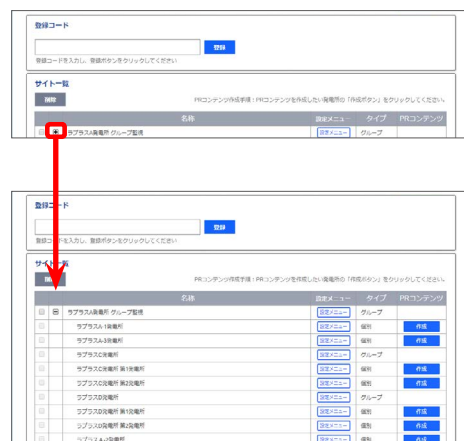 登録コード
登録
登録コードを入力し、登録ボタンをクリックしてください
サイト一覧
削除
PRコンテンツ作成手順：PRコンテンツを作成したい発電所の「作成ボタン」をクリックしてください。
名称 設定メニュー タイプ PRコンテンツ
ラプラスA発電所 グループ監視 設定メニュー グループ
登録コード
登録
登録コードを入力し、登録ボタンをクリックしてください
サイト一覧
PRコンテンツ作成手順：PRコンテンツを作成したい発電所の「作成ボタン」をクリックしてください。
名称 設定メニュー タイプ PRコンテンツ
ラプラスA発電所 グループ監視 設定メニュー グループ
ラプラスA-1発電所 設定メニュー 個別 作成
ラプラスA-3発電所 設定メニュー 個別 作成
ラプラスC発電所 設定メニュー グループ
ラプラスC発電所 第1発電所 設定メニュー 個別 作成
ラプラスC発電所 第2発電所 設定メニュー 個別 作成
ラプラスD発電所 設定メニュー グループ
ラプラスD発電所 第1発電所 設定メニュー 個別 作成
ラプラスD発電所 第2発電所 設定メニュー 個別 作成
ラプラスA-2発電所 設定メニュー 個別 作成